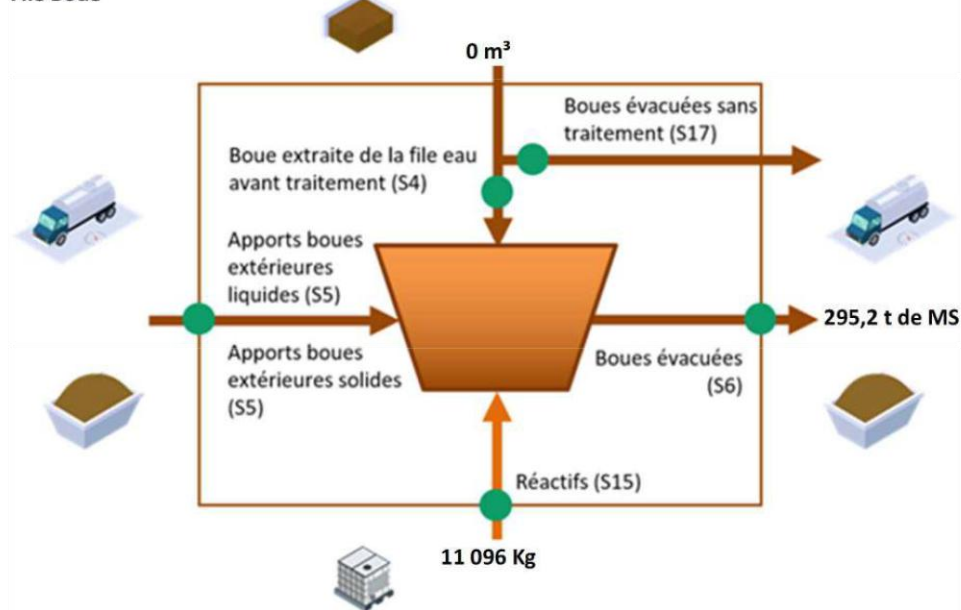 0 m³
Boues évacuées sans
traitement (S17)
Boue extraite de la file eau
avant traitement (S4)
Apports boues
extérieures
liquides (S5)
295,2 t de MS
Apports boues
extérieures solides
(S5)
Boues évacuées
(S6)
Réactifs (S15)
11 096 Kg